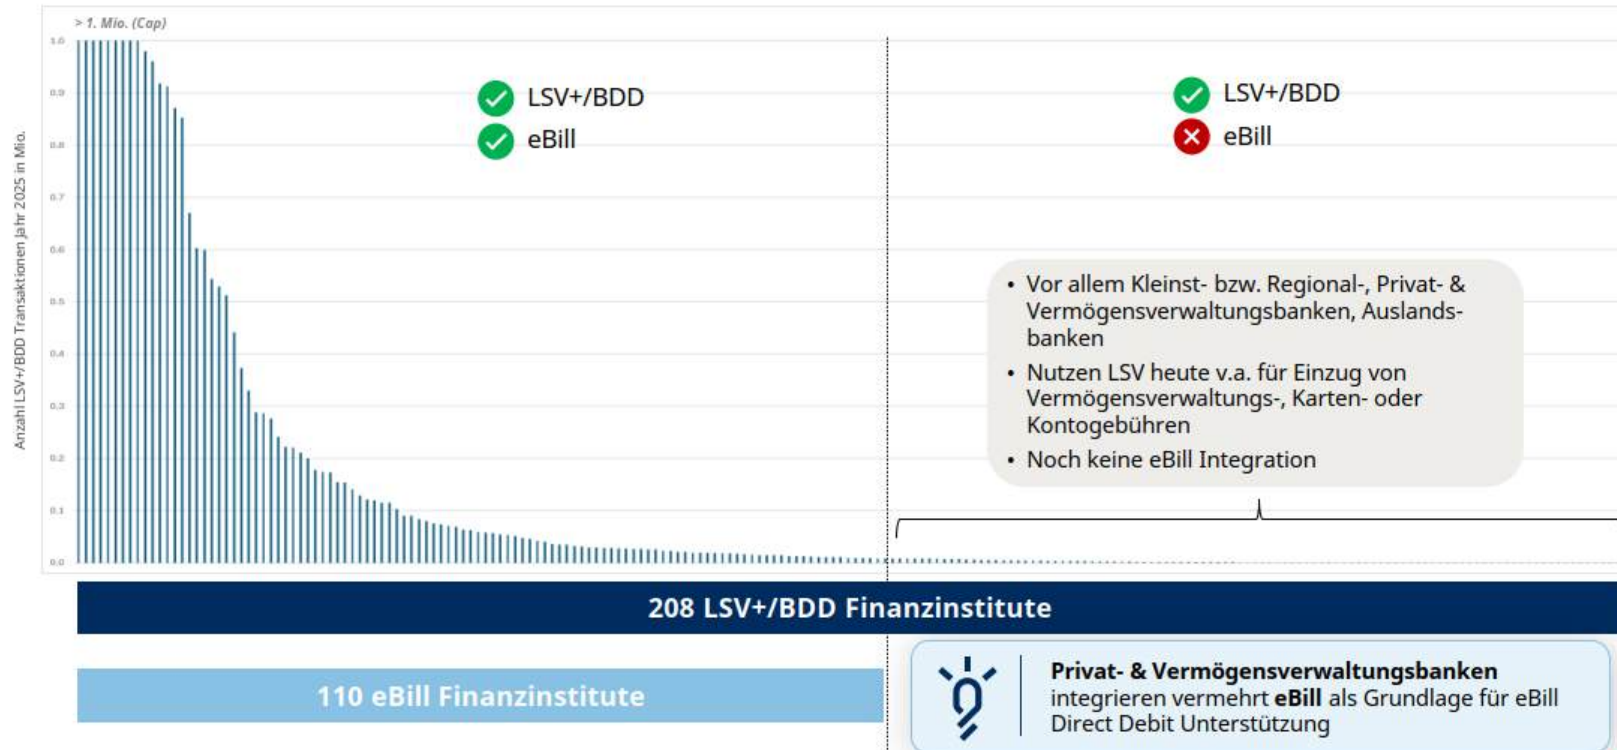 > 1. Mio. (Cap)
Anzahl LSV+/BDD Transaktionen Jahr 2025 in Mio.
1.0
0.9
0.8
0.7
0.6
0.5
0.4
0.3
0.2
0.1
0.0
LSV+/BDD
eBill
LSV+/BDD
eBill
• Vor allem Kleinst- bzw. Regional-, Privat- &
Vermögensverwaltungsbanken, Auslands-
banken
• Nutzen LSV heute v.a. für Einzug von
Vermögensverwaltungs-, Karten- oder
Kontogebühren
• Noch keine eBill Integration
208 LSV+/BDD Finanzinstitute
110 eBill Finanzinstitute
Privat- & Vermögensverwaltungsbanken
integrieren vermehrt eBill als Grundlage für eBill
Direct Debit Unterstützung